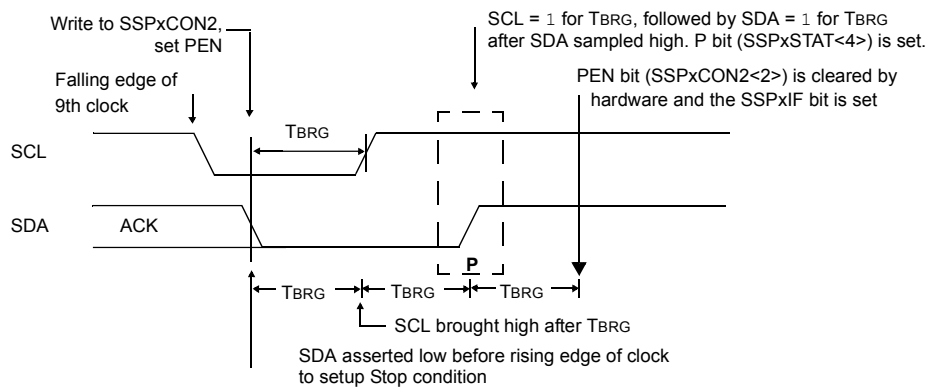 Write to SSPxCON2,
set PEN
SCL = 1 for TBRG, followed by SDA = 1 for TBRG
after SDA sampled high. P bit (SSPxSTAT<4>) is set.
Falling edge of
9th clock
PEN bit (SSPxCON2<2>) is cleared by
hardware and the SSPxIF bit is set
TBRG
SCL
SDA
ACK
P
TBRG
TBRG
TBRG
SCL brought high after TBRG
SDA asserted low before rising edge of clock
to setup Stop condition